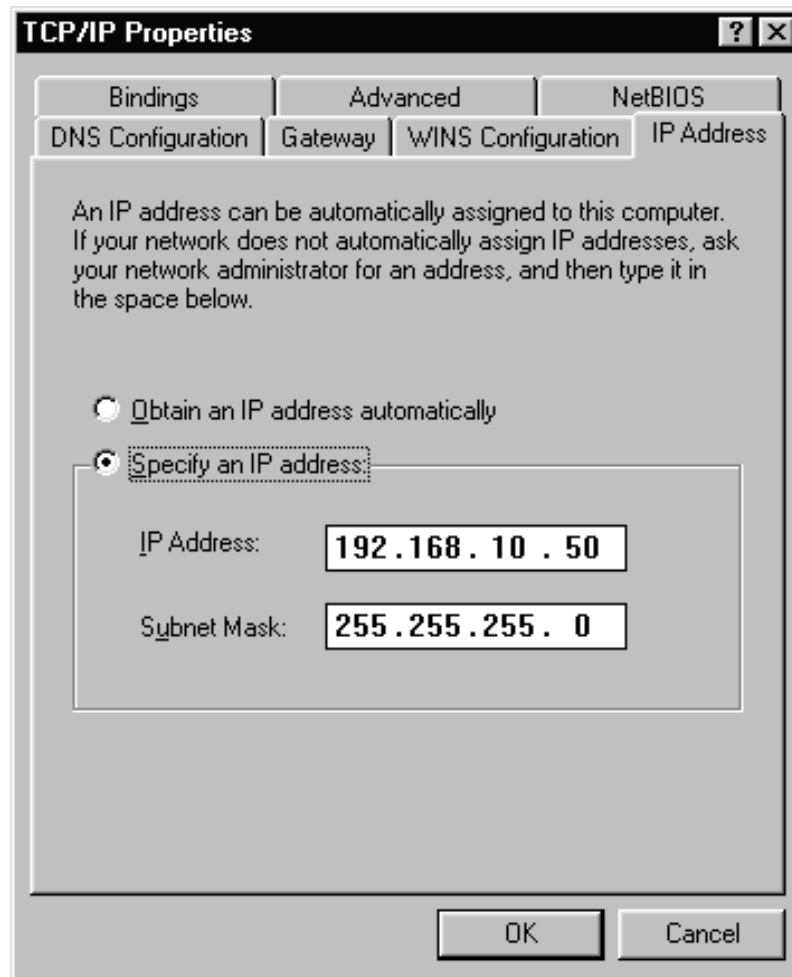 TCP/IP Properties ? X
Bindings Advanced NetBIOS
DNS Configuration Gateway WINS Configuration IP Address
An IP address can be automatically assigned to this computer.
If your network does not automatically assign IP addresses, ask
your network administrator for an address, and then type it in
the space below.
Obtain an IP address automatically
Specify an IP address:
IP Address: 192.168. 10 . 50
Subnet Mask: 255.255.255. 0
OK Cancel